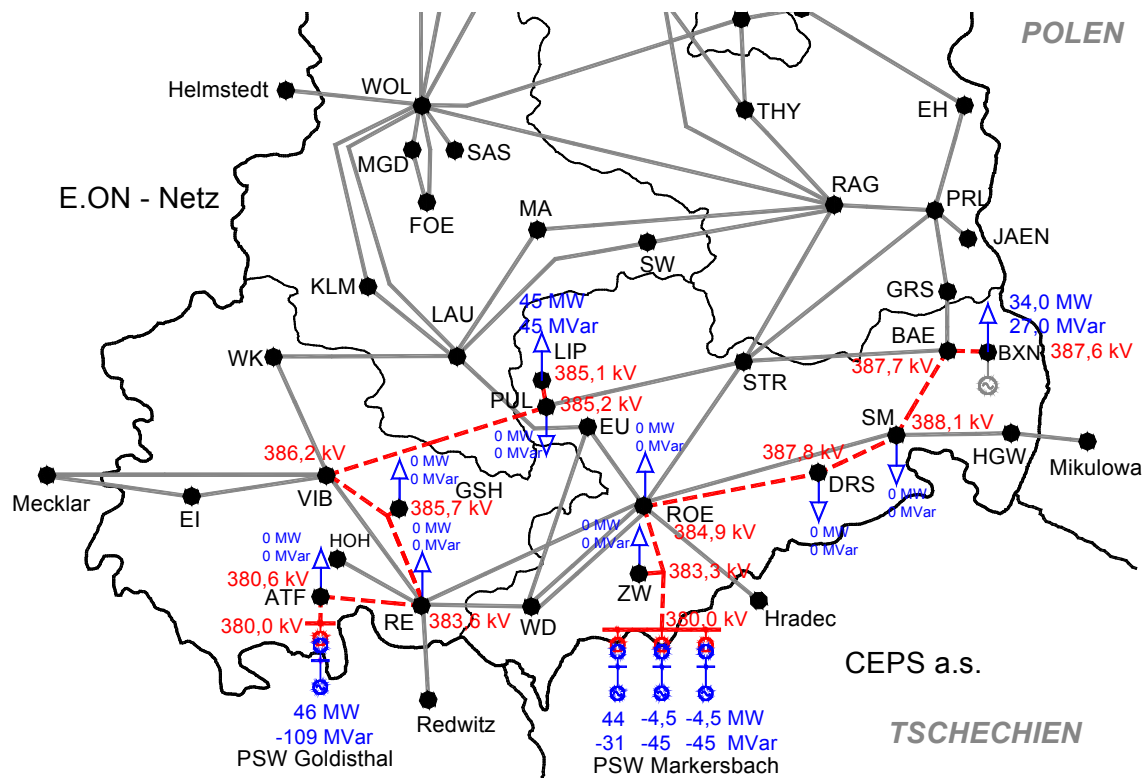 POLEN
Helmstedt
WOL
THY
EH
MGD
SAS
E.ON - Netz
FOE
MA
RAG
PRL
JAEN
SW
KLM
GRS
LAU
45 MW
45 MVar
34,0 MW
27,0 MVar
WK
LIP
385,1 kV
BAE
BXN
387,6 kV
387,7 kV
STR
PUL
385,2 kV
EU
SM
388,1 kV
0 MW
0 MVar
0 MW
0 MVar
386,2 kV
0 MW
0 MVar
387,8 kV
HGW
Mikulowa
Mecklar
VIB
GSH
DRS
EI
385,7 kV
ROE
0 MW
0 MVar
384,9 kV
0 MW
0 MVar
0 MW
0 MVar
HOH
0 MW
0 MVar
0 MW
0 MVar
380,6 kV
383,3 kV
ATF
ZW
RE
383,6 kV
WD
Hradec
380,0 kV
380,0 kV
CEPS a.s.
46 MW
-109 MVar
PSW Goldisthal
Redwitz
44 -4,5 -4,5 MW
-31 -45 -45 MVar
PSW Markersbach
TSCHECHIEN